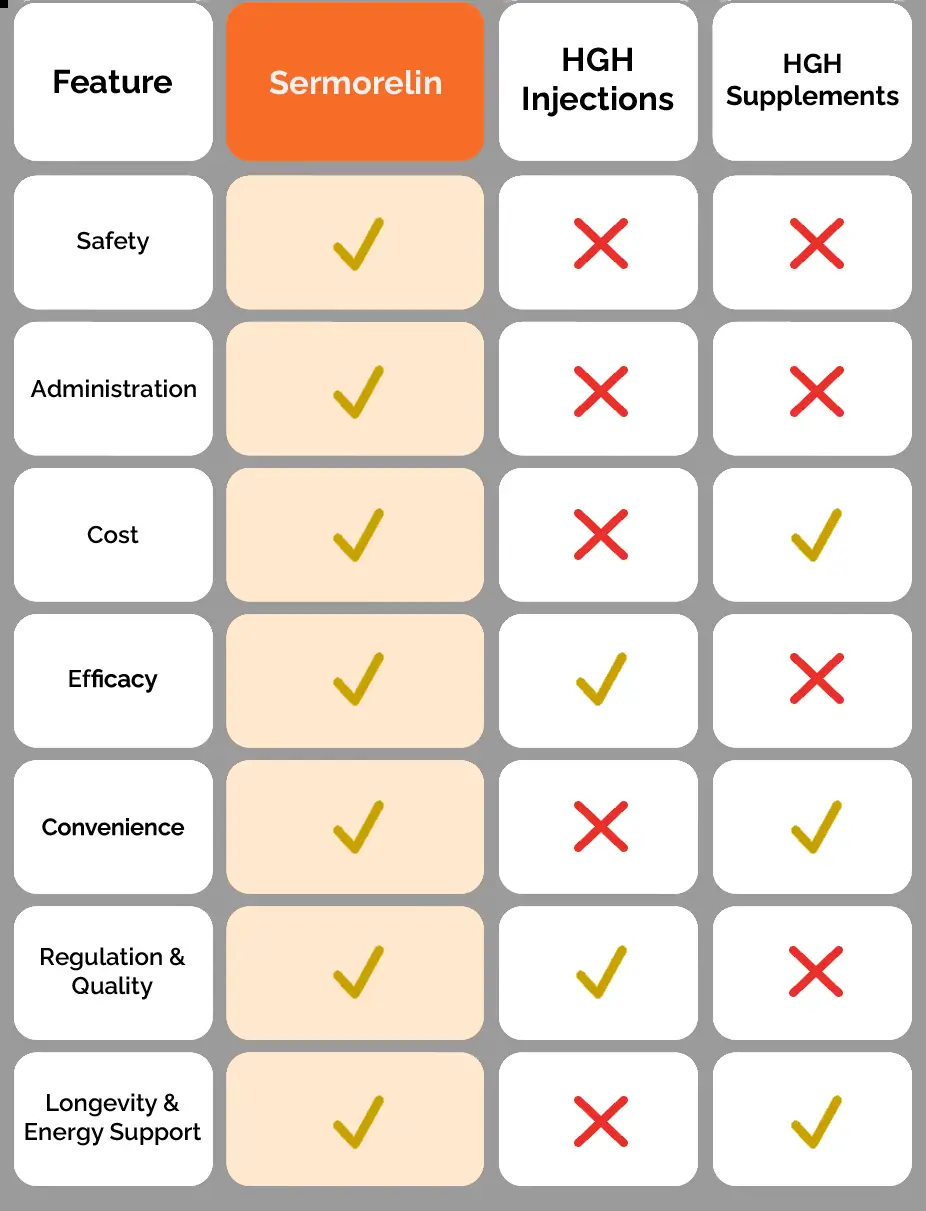 Feature
Sermorelin
HGH
Injections
HGH
Supplements
Safety
Administration
Cost
Efficacy
Convenience
Regulation &
Quality
Longevity &
Energy Support